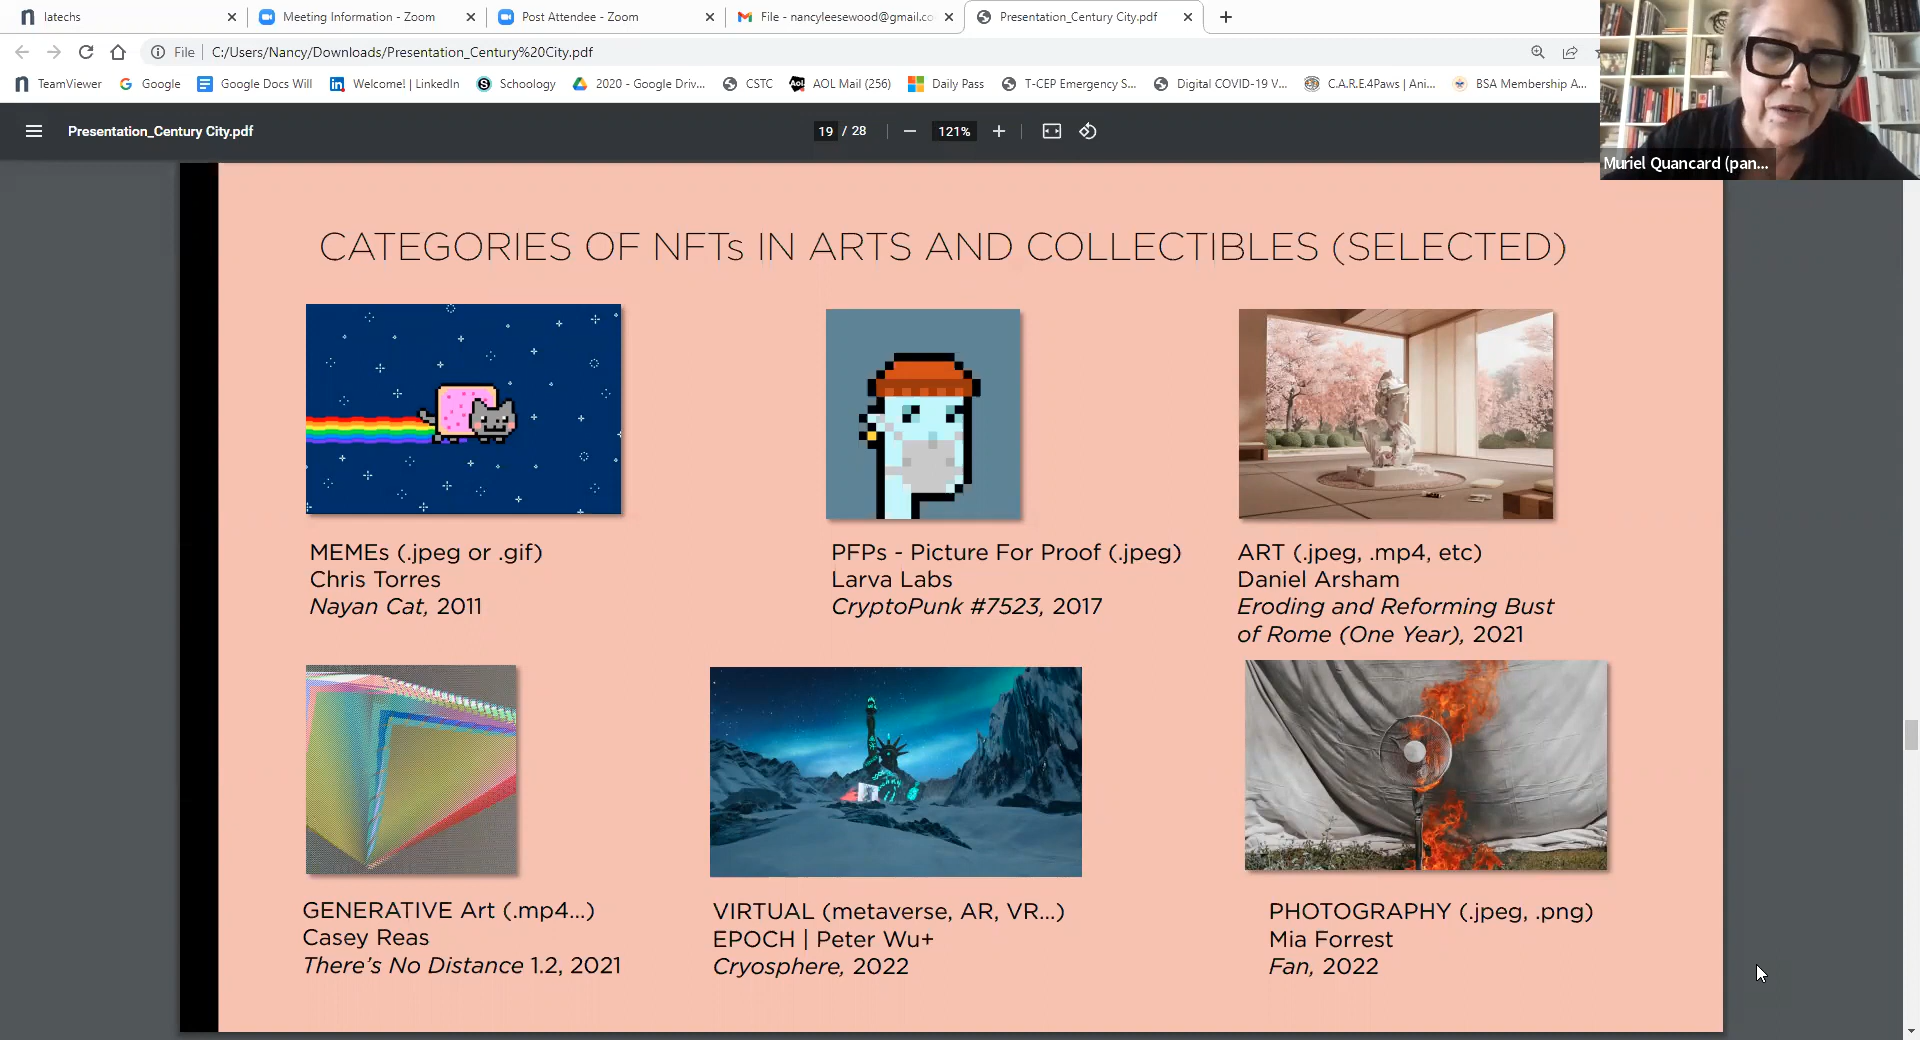 latechs
Meeting Information - Zoom
Post Attendee - Zoom
File - nancyleesewood@gmail.co
Presentation_Century City.pdf
File
C:/Users/Nancy/Downloads/Presentation_Century%20City.pdf
TeamViewer
Google
Google Docs Will
Welcome! | LinkedIn
Schoology
2020 - Google Driv...
CSTC
AOL Mail (256)
Daily Pass
T-CEP Emergency S...
Digital COVID-19 V...
C.A.R.E.4Paws | Ani...
BSA Membership A...
Presentation_Century City.pdf
19 / 28
121%
Muriel Quancard (pan...
CATEGORIES OF NFTs IN ARTS AND COLLECTIBLES (SELECTED)
MEMEs (.jpeg or .gif)
Chris Torres
Nayan Cat, 2011
PFPs - Picture For Proof (.jpeg)
Larva Labs
CryptoPunk #7523, 2017
ART (.jpeg, .mp4, etc)
Daniel Arsham
Eroding and Reforming Bust
of Rome (One Year), 2021
GENERATIVE Art (.mp4...)
Casey Reas
There's No Distance 1.2, 2021
VIRTUAL (metaverse, AR, VR...)
EPOCH | Peter Wu+
Cryosphere, 2022
PHOTOGRAPHY (.jpeg, .png)
Mia Forrest
Fan, 2022